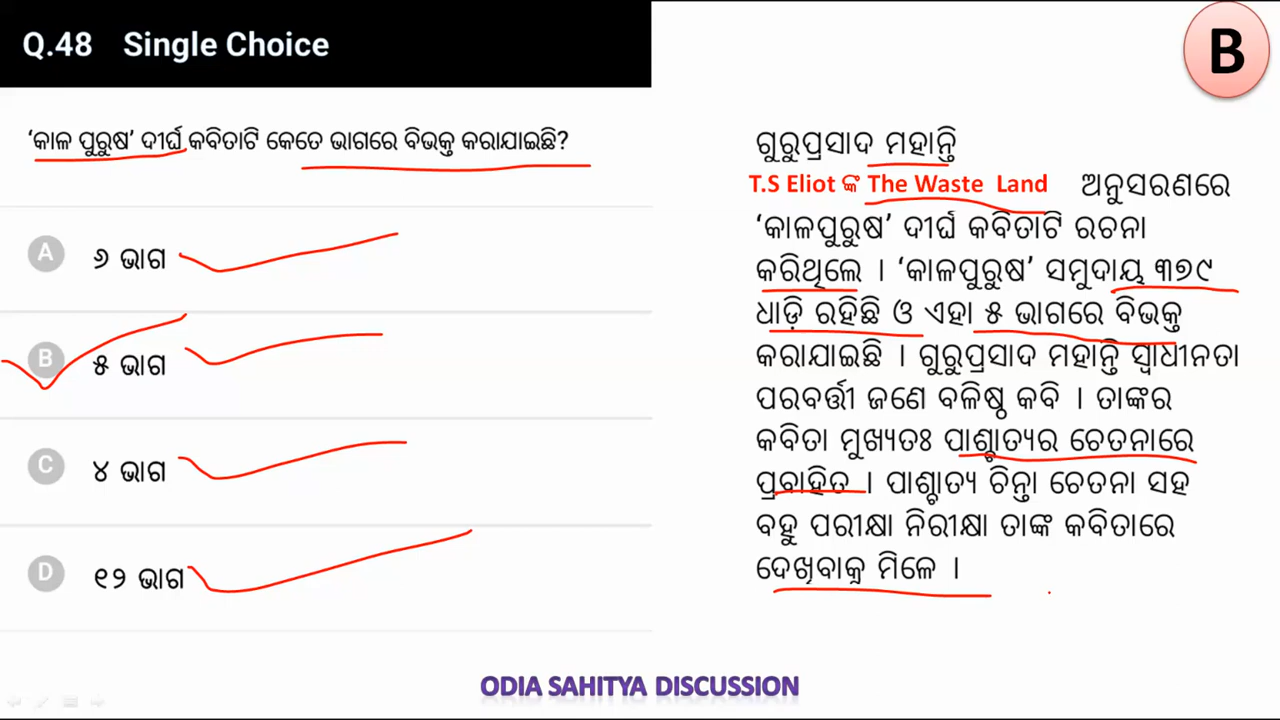 Q.48 Single Choice
'କାଳ ପୁରୁଷ' ଦୀର୍ଘ କବିତାଟି କେତେ ଭାଗରେ ବିଭକ୍ତ କରାଯାଇଛି?
A ୬ ଭାଗ
B ୫ ଭାଗ
C ୪ ଭାଗ
D ୧୨ ଭାଗ
B
ଗୁରୁପ୍ରସାଦ ମହାନ୍ତି
T.S Eliot ଙ୍କ The Waste Land ଅନୁସରଣରେ
'କାଳପୁରୁଷ' ଦୀର୍ଘ କବିତାଟି ରଚନା
କରିଥିଲେ । 'କାଳପୁରୁଷ' ସମୁଦାୟ ୩୭୯
ଧାଡ଼ି ରହିଛି ଓ ଏହା ୫ ଭାଗରେ ବିଭକ୍ତ
କରାଯାଇଛି । ଗୁରୁପ୍ରସାଦ ମହାନ୍ତି ସ୍ୱାଧୀନତା
ପରବର୍ତ୍ତୀ ଜଣେ ବଳିଷ୍ଠ କବି । ତାଙ୍କର
କବିତା ମୁଖ୍ୟତଃ ପାଶ୍ଚାତ୍ୟର ଚେତନାରେ
ପ୍ରବାହିତ । ପାଶ୍ଚାତ୍ୟ ଚିନ୍ତା ଚେତନା ସହ
ବହୁ ପରୀକ୍ଷା ନିରୀକ୍ଷା ତାଙ୍କ କବିତାରେ
ଦେଖିବାକୁ ମିଳେ ।
ODIA SAHITYA DISCUSSION